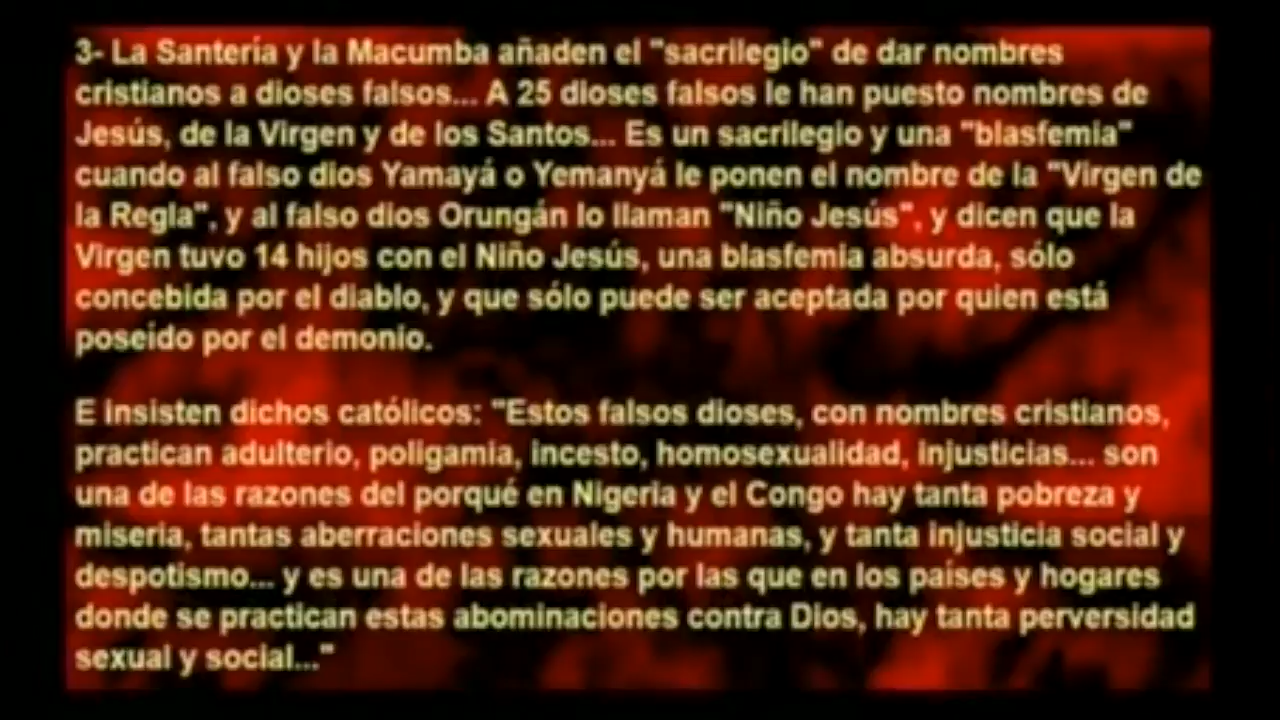 3- La Santería y la Macumba añaden el "sacrilegio" de dar nombres
cristianos a dioses falsos... A 25 dioses falsos le han puesto nombres de
Jesús, de la Virgen y de los Santos... Es un sacrilegio y una "blasfemia"
cuando al falso dios Yamayá o Yemanyá le ponen el nombre de la "Virgen de
la Regla", y al falso dios Orungán lo llaman "Niño Jesús", y dicen que la
Virgen tuvo 14 hijos con el Niño Jesús, una blasfemia absurda, sólo
concebida por el diablo, y que sólo puede ser aceptada por quien está
poseído por el demonio.
E insisten dichos católicos: "Estos falsos dioses, con nombres cristianos,
practican adulterio, poligamia, incesto, homosexualidad, injusticias... son
una de las razones del porqué en Nigeria y el Congo hay tanta pobreza y
miseria, tantas aberraciones sexuales y humanas, y tanta injusticia social y
despotismo... y es una de las razones por las que en los países y hogares
donde se practican estas abominaciones contra Dios, hay tanta perversidad
sexual y social..."